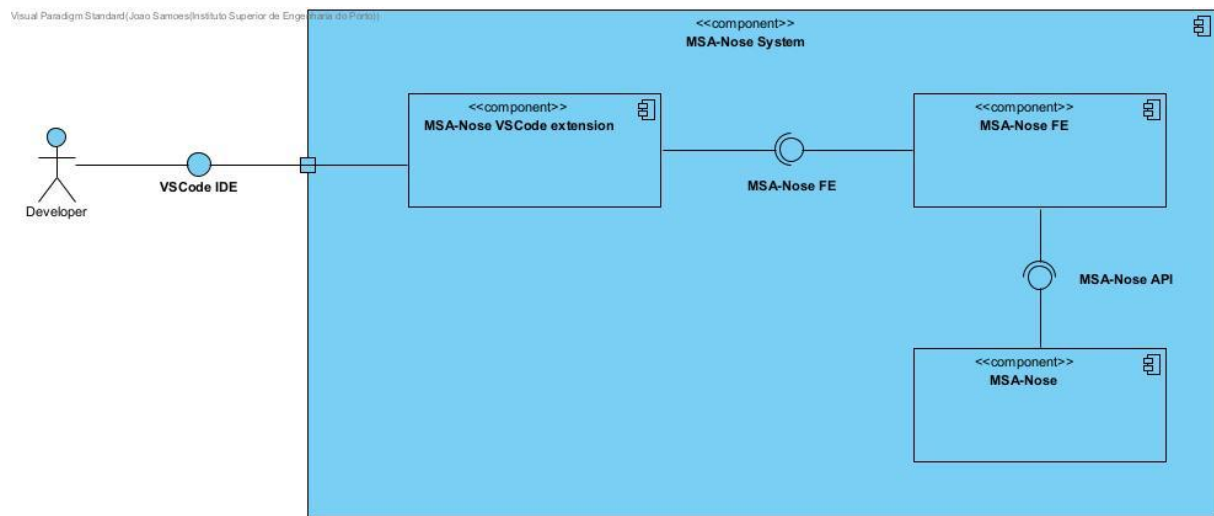 Visual Paradigm Standard(Joao Samoes(Instituto Superior de Engenharia do Porto))
<<component>>
MSA-Nose System
<<component>>
MSA-Nose VSCode extension
<<component>>
MSA-Nose FE
VSCode IDE
MSA-Nose FE
Developer
MSA-Nose API
<<component>>
MSA-Nose